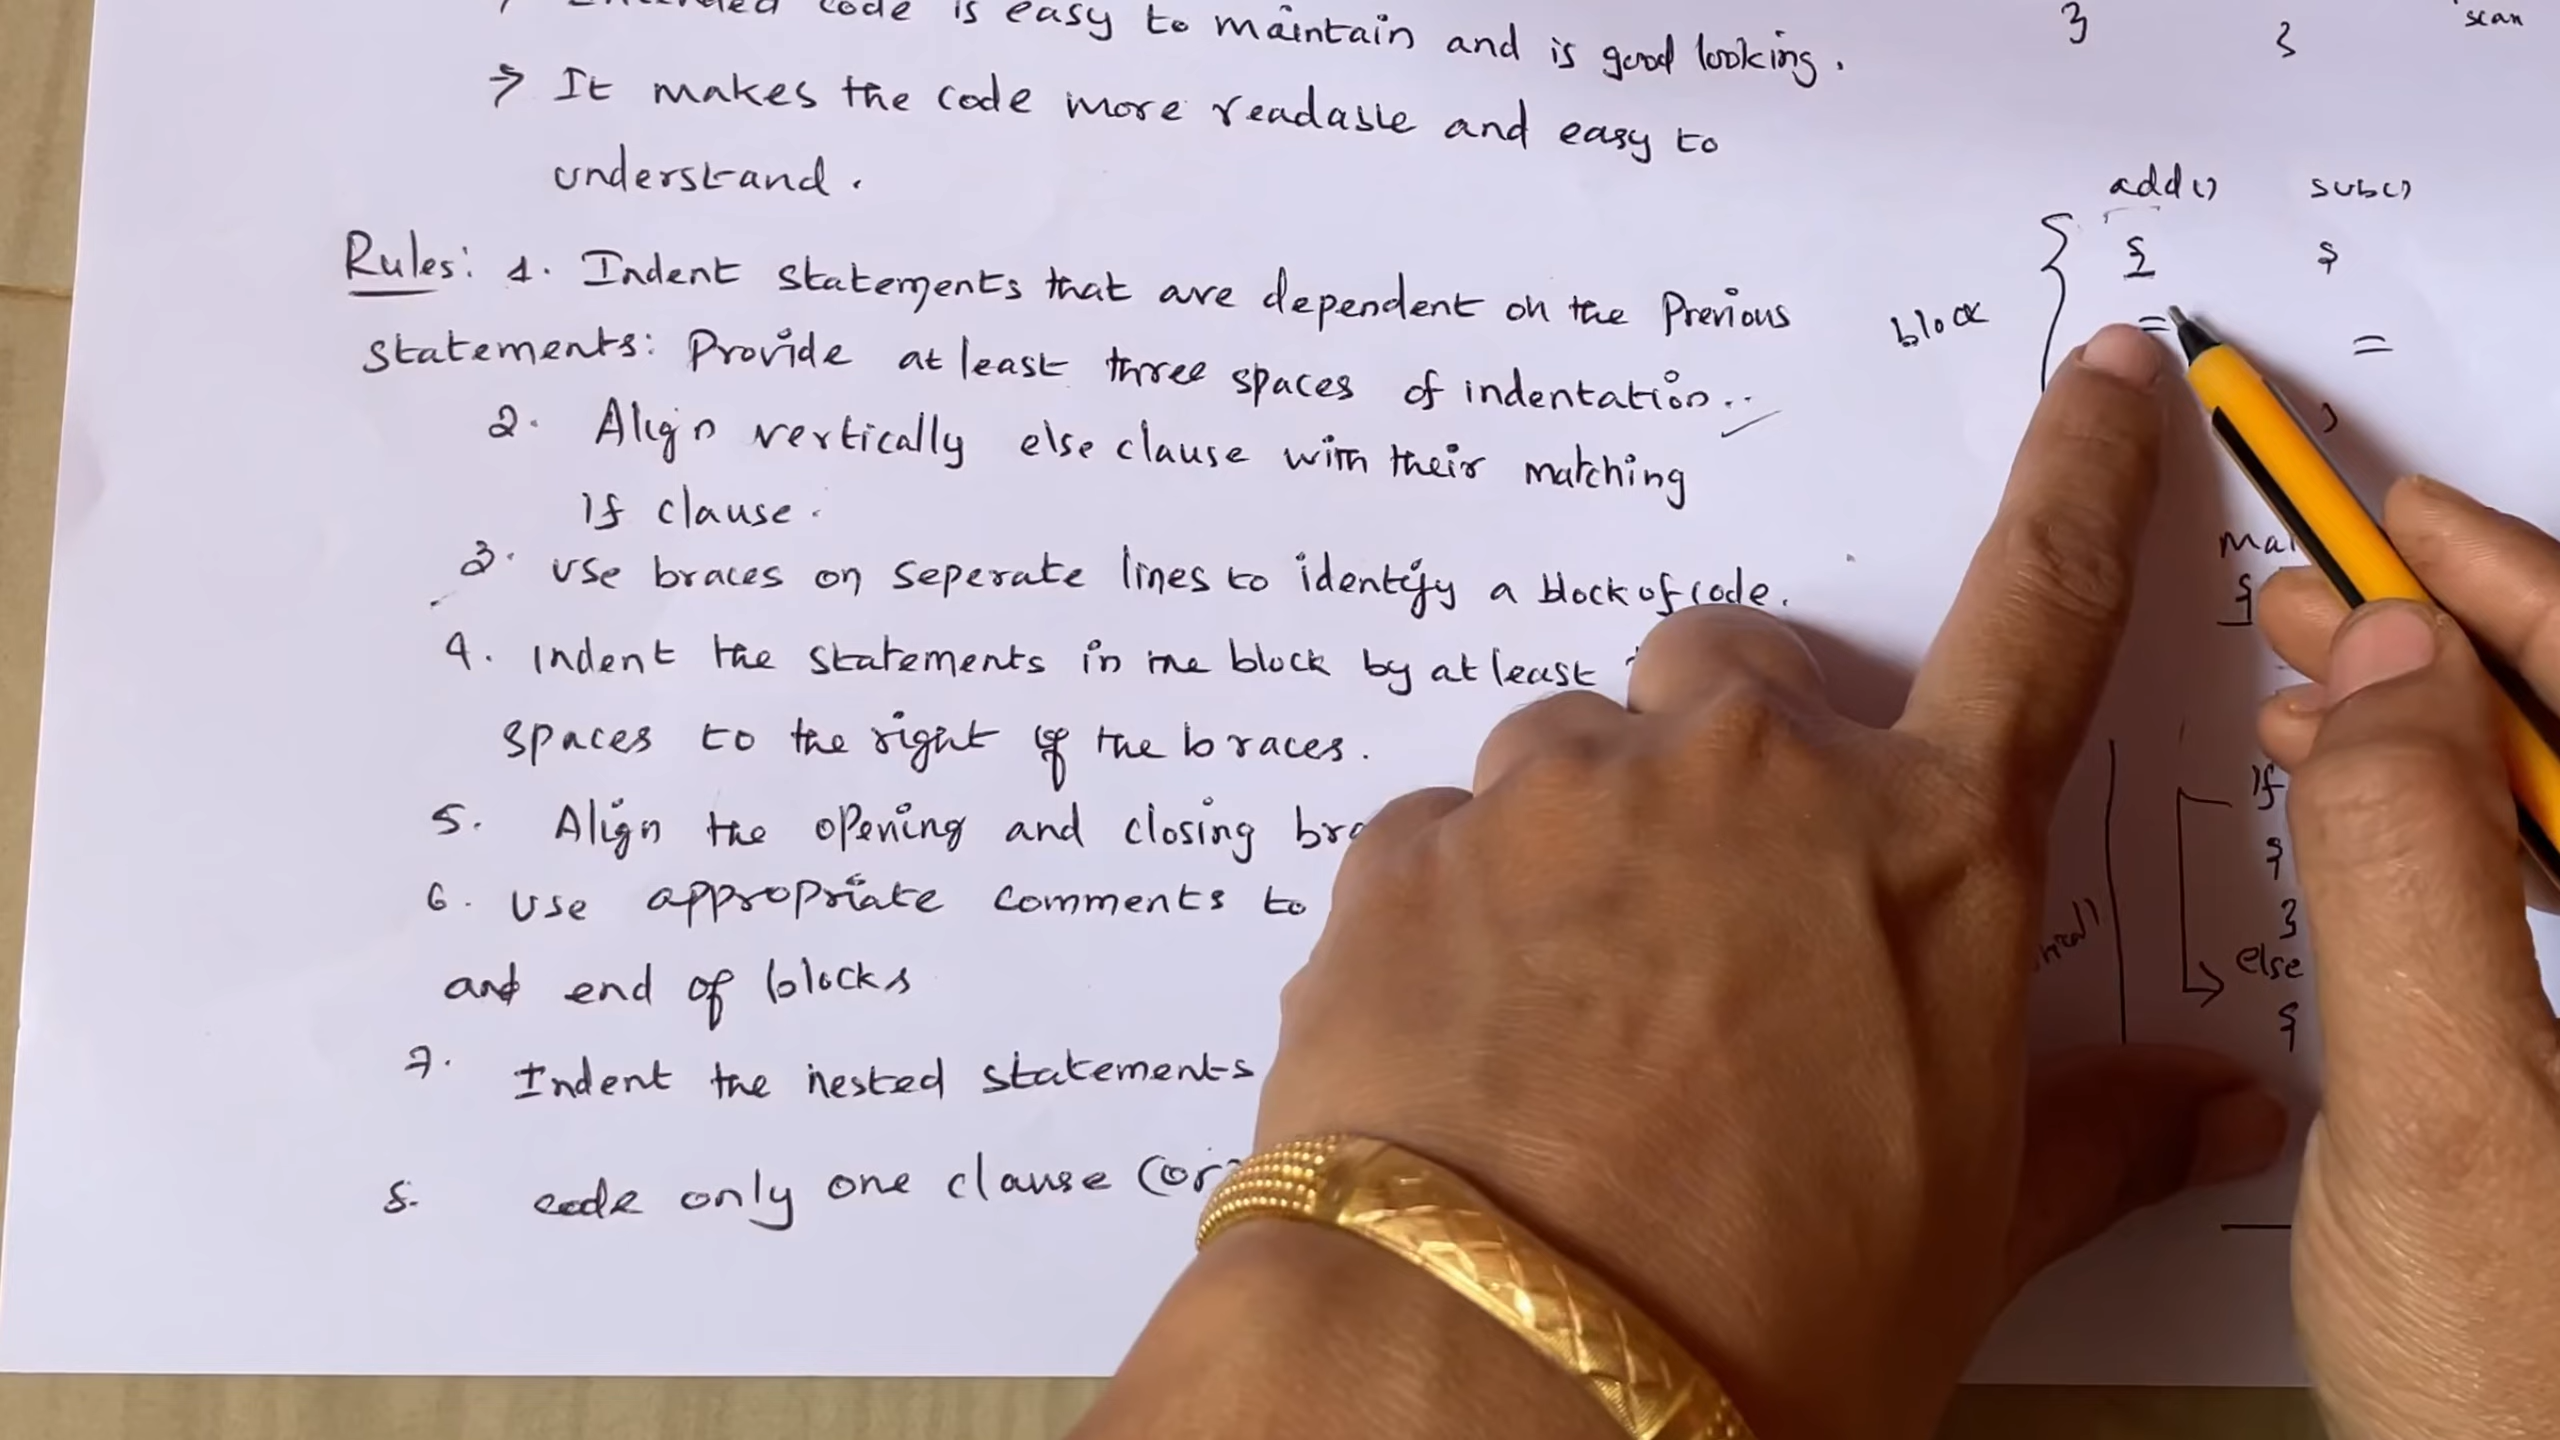 code is easy to maintain and is good looking.
→ It makes the code more readable and easy to
understand.
Rules: 1. Indent statements that are dependent on the Previous
statements: Provide at least three spaces of indentation..
2. Align vertically else clause with their matching
if clause.
3. use braces on seperate lines to identify a block of code.
4. Indent the statements in the block by at least
spaces to the right of the braces.
5. Align the opening and closing
6. use appropriate comments to
and end of blocks
7. Indent the nested statements
8. code only one clause (or
}
}
scan
add()
sub()
{
{
block
=
=
{
if
{
}
else
{